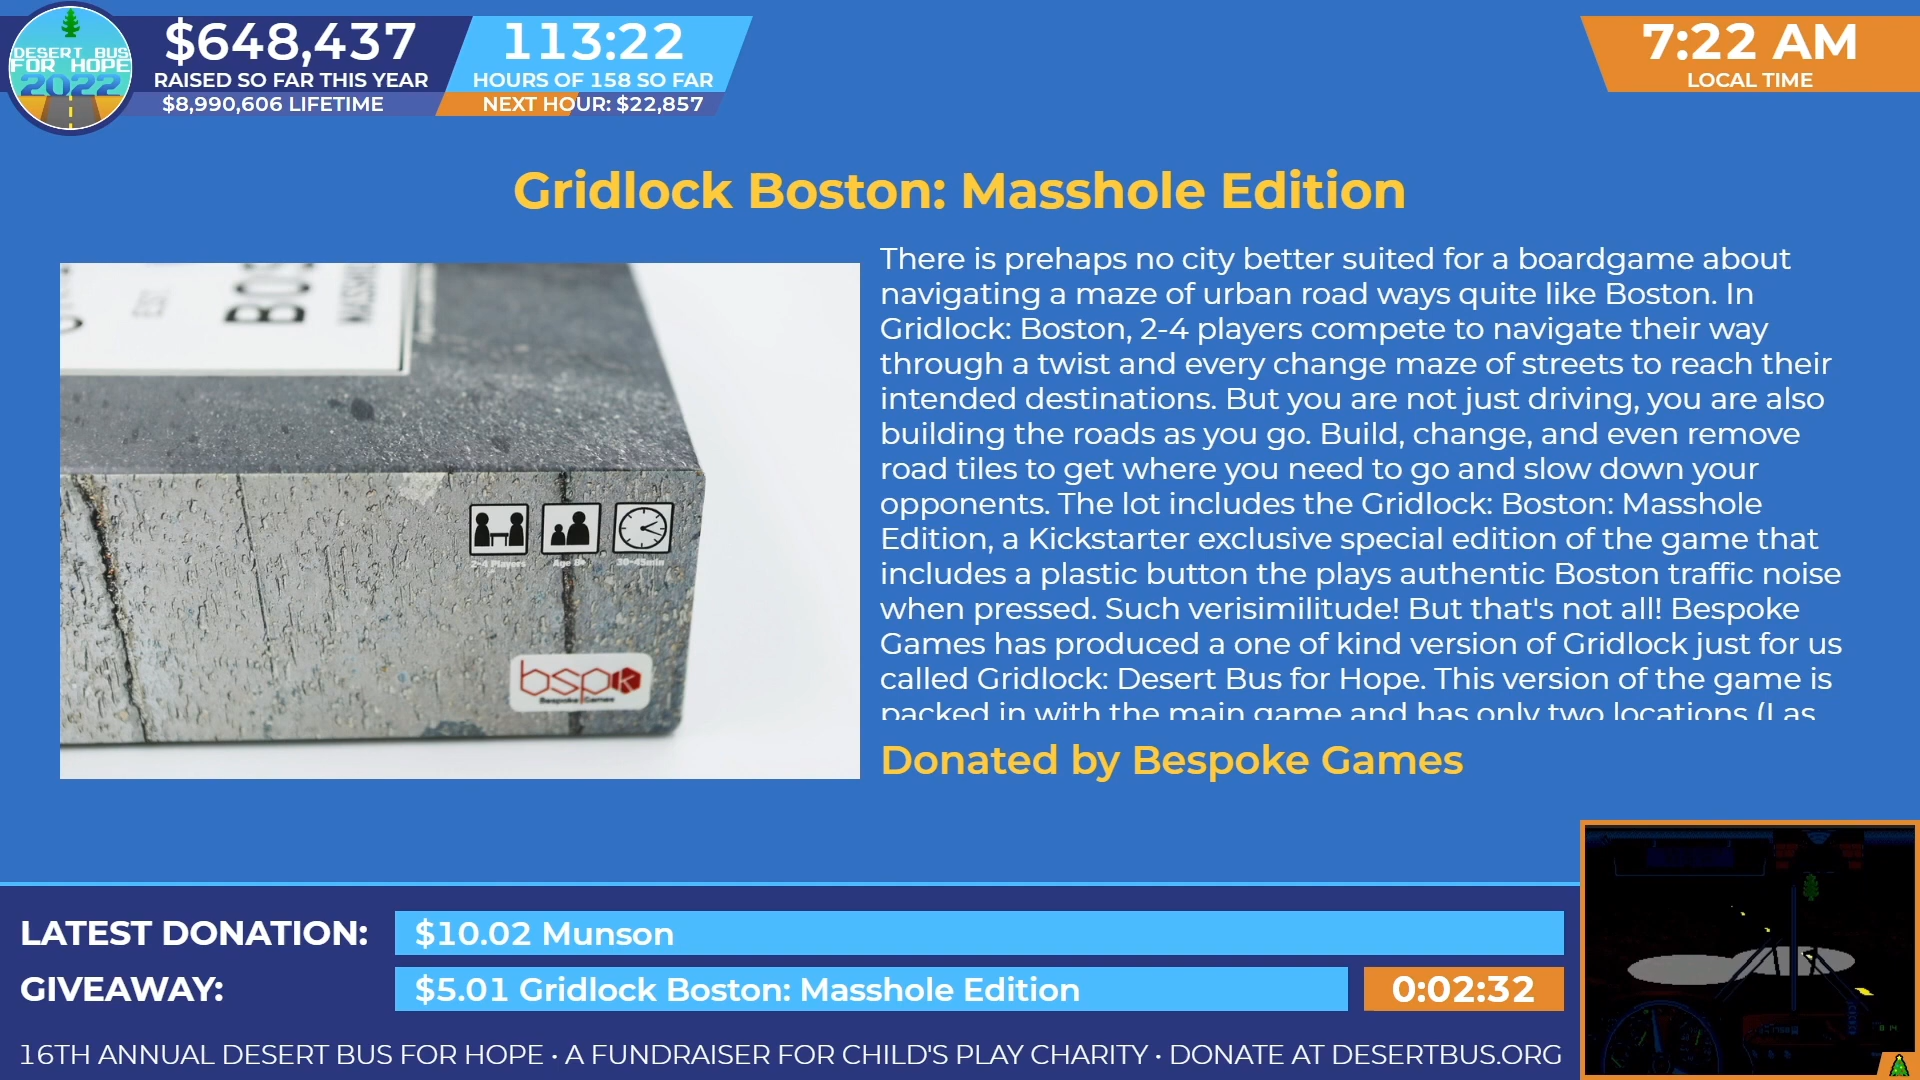 DESERT BUS
FOR HOPE
2022
$648,437
RAISED SO FAR THIS YEAR
$8,990,606 LIFETIME
113:22
HOURS OF 158 SO FAR
NEXT HOUR: $22,857
7:22 AM
LOCAL TIME
Gridlock Boston: Masshole Edition
2-4 Players
Age 8+
30-45min
bspk
Bespoke Games
There is prehaps no city better suited for a boardgame about
navigating a maze of urban road ways quite like Boston. In
Gridlock: Boston, 2-4 players compete to navigate their way
through a twist and every change maze of streets to reach their
intended destinations. But you are not just driving, you are also
building the roads as you go. Build, change, and even remove
road tiles to get where you need to go and slow down your
opponents. The lot includes the Gridlock: Boston: Masshole
Edition, a Kickstarter exclusive special edition of the game that
includes a plastic button the plays authentic Boston traffic noise
when pressed. Such verisimilitude! But that's not all! Bespoke
Games has produced a one of kind version of Gridlock just for us
called Gridlock: Desert Bus for Hope. This version of the game is
packed in with the main game and has only two locations (Las
Donated by Bespoke Games
LATEST DONATION: $10.02 Munson
GIVEAWAY: $5.01 Gridlock Boston: Masshole Edition 0:02:32
16TH ANNUAL DESERT BUS FOR HOPE • A FUNDRAISER FOR CHILD'S PLAY CHARITY • DONATE AT DESERTBUS.ORG